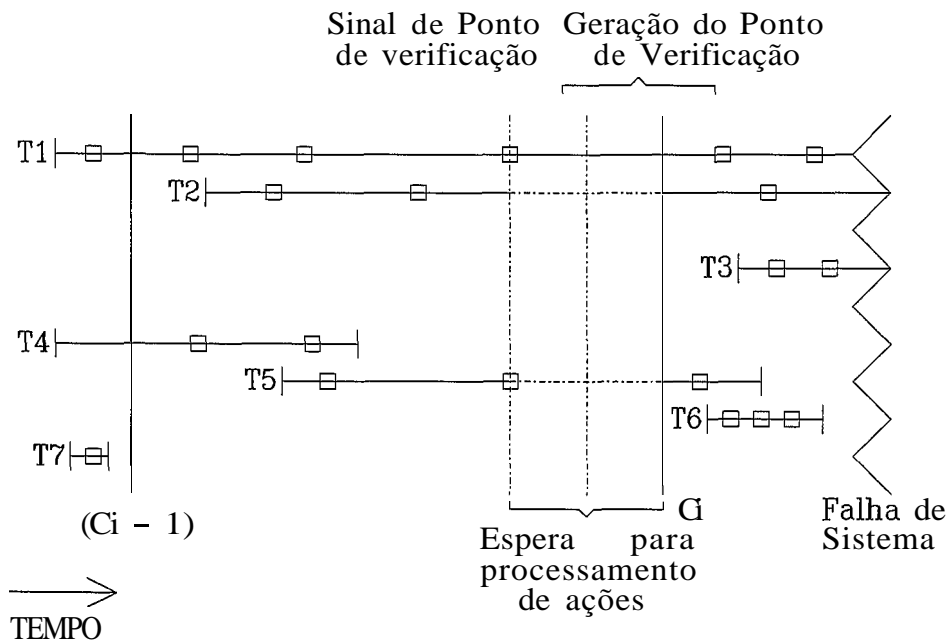 Sinal de Ponto
de verificação
Geração do Ponto
de Verificação
T1
T2
T3
T4
T5
T6
T7
(Ci - 1)
Ci
Espera para
processamento
de ações
Falha de
Sistema
TEMPO